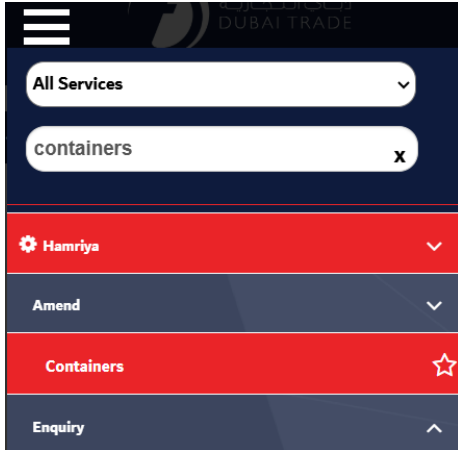 DUBAI TRADE
All Services
containers
x
Hamriya
Amend
Containers
Enquiry